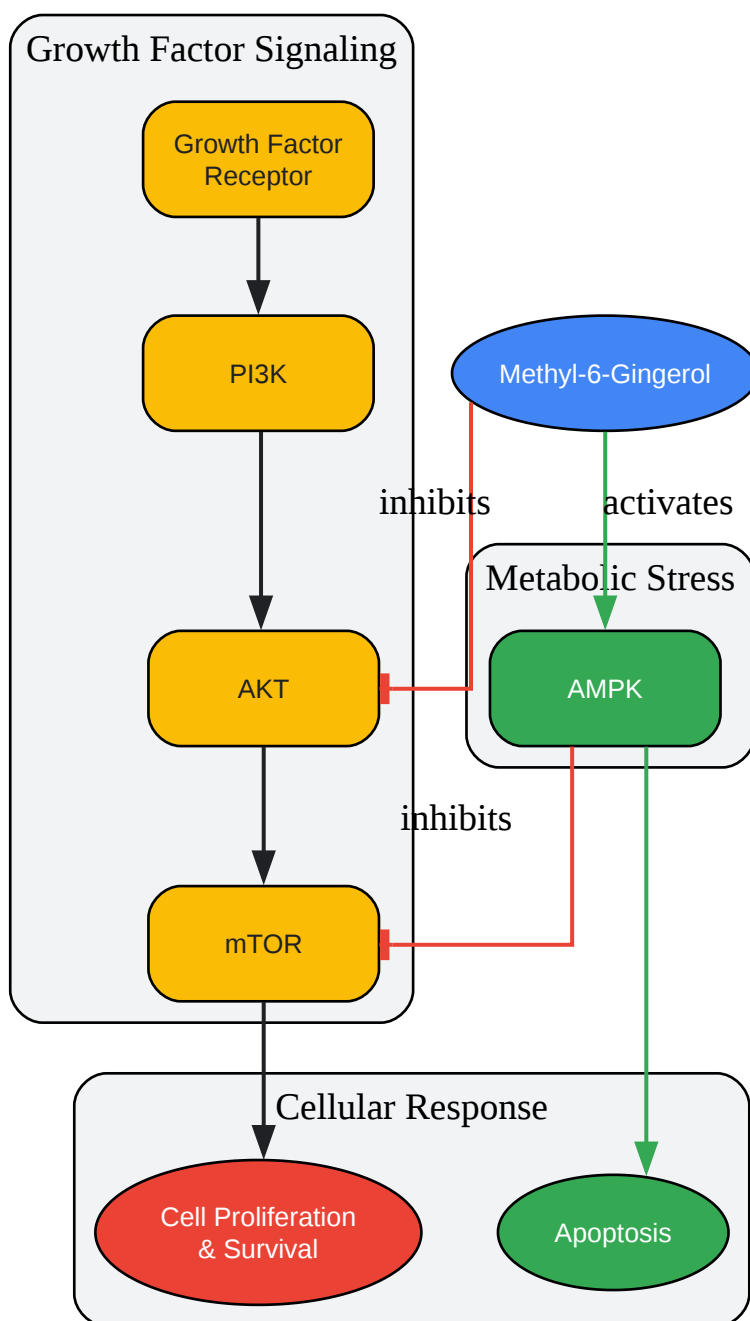 Growth Factor Signaling
Growth Factor
Receptor
PI3K
Methyl-6-Gingerol
inhibits
activates
Metabolic Stress
AKT
AMPK
inhibits
mTOR
Cellular Response
Cell Proliferation
& Survival
Apoptosis